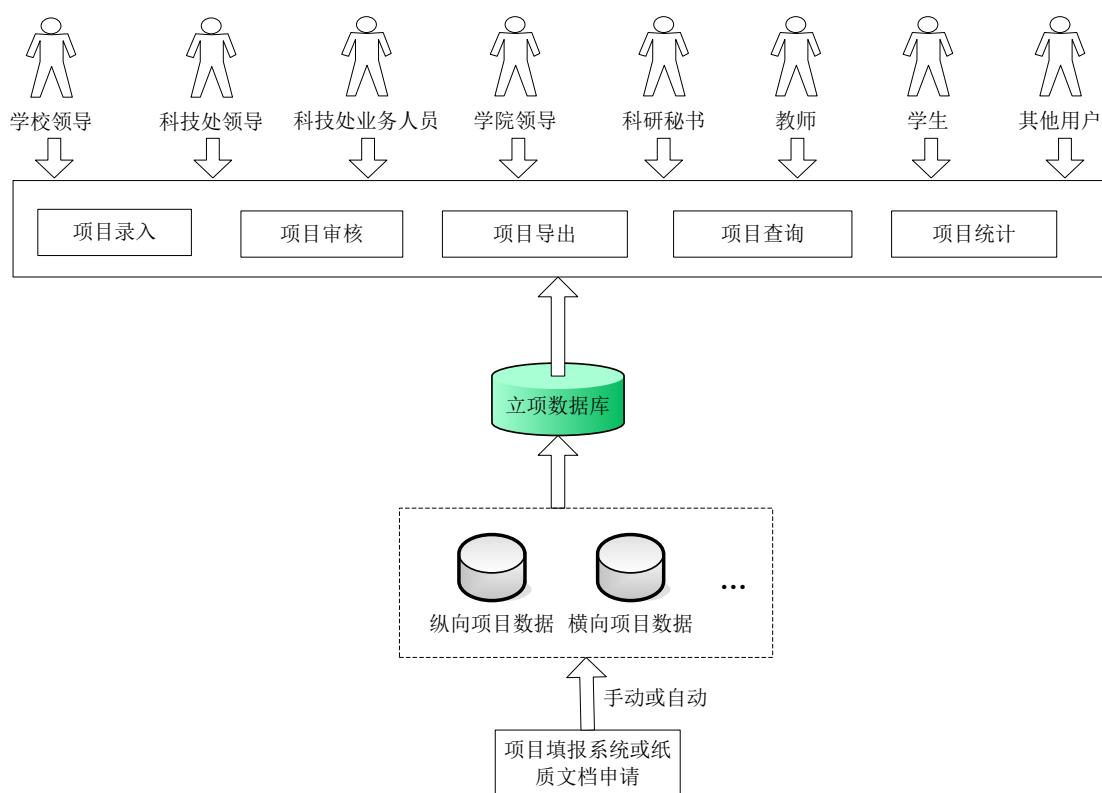 学校领导
科技处领导
科技处业务人员
学院领导
科研秘书
教师
学生
其他用户
项目录入
项目审核
项目导出
项目查询
项目统计
立项数据库
...
纵向项目数据
横向项目数据
手动或自动
项目填报系统或纸
质文档申请